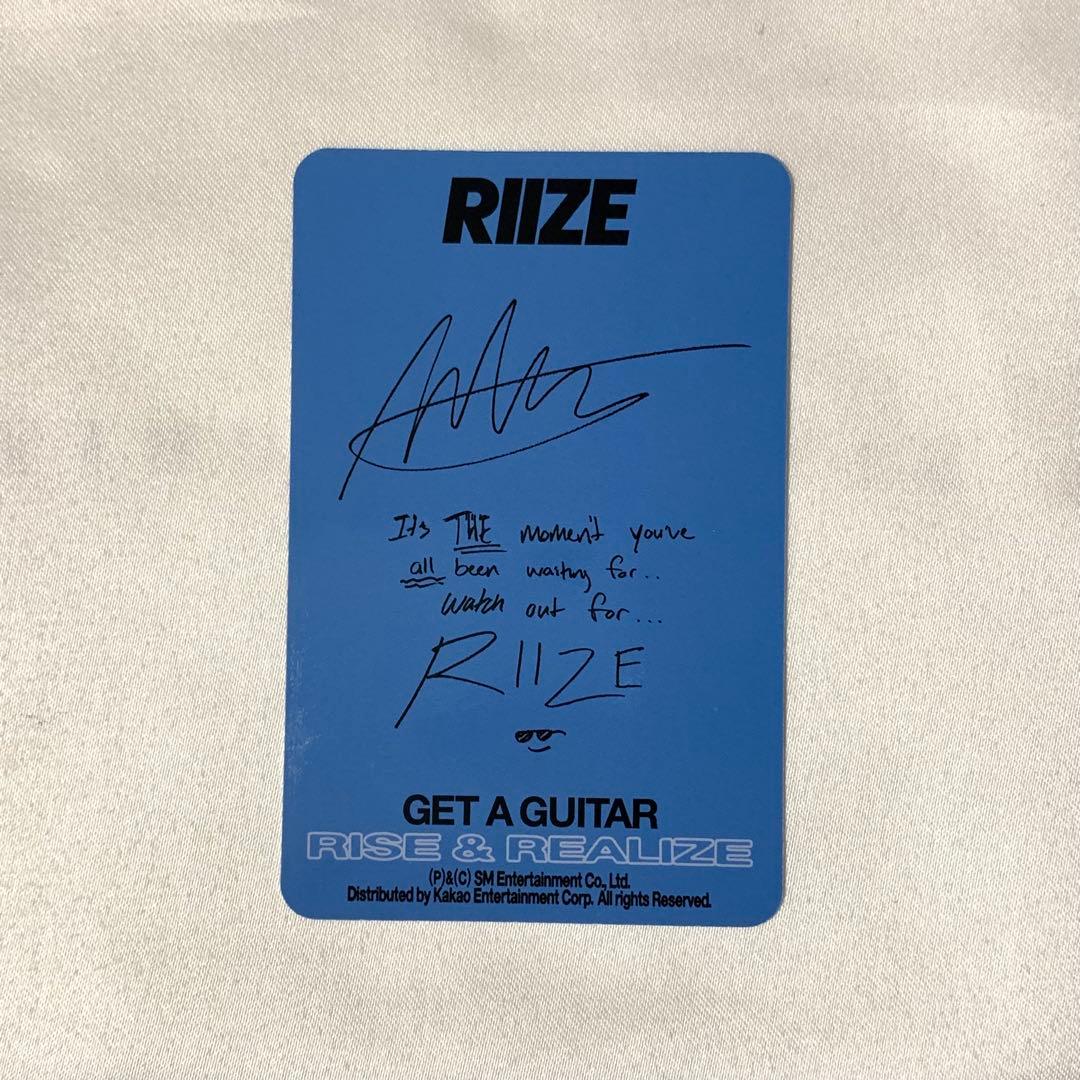 RIIZE
Its THE moment you've
all been waiting for..
watch out for...
RIIZE
GET A GUITAR
RISE & REALIZE
(P)&(C) SM Entertainment Co., Ltd.
Distributed by Kakao Entertainment Corp. All rights Reserved.